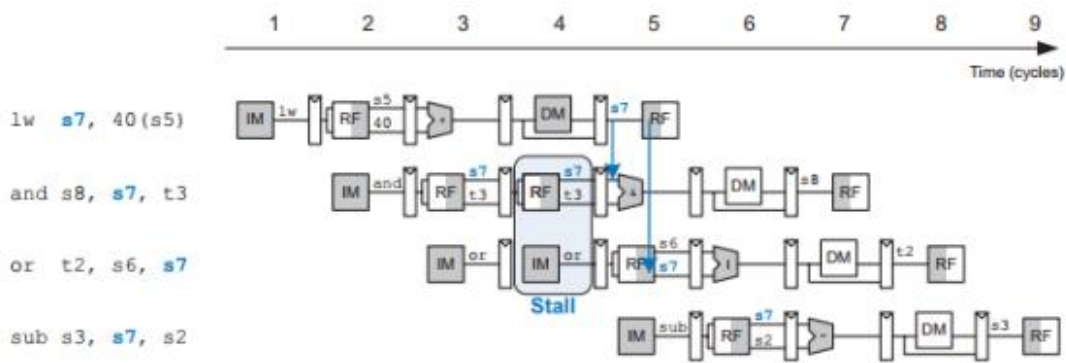 1 2 3 4 5 6 7 8 9
Time (cycles)
lw s7, 40(s5)
IM lw RF s5 40 + DM s7 RF
and s8, s7, t3
IM and RF s7 t3 RF s7 t3 & DM s8 RF
or t2, s6, s7
IM or IM or RF s6 s7 | DM t2 RF
Stall
sub s3, s7, s2
IM sub RF s7 s2 - DM s3 RF